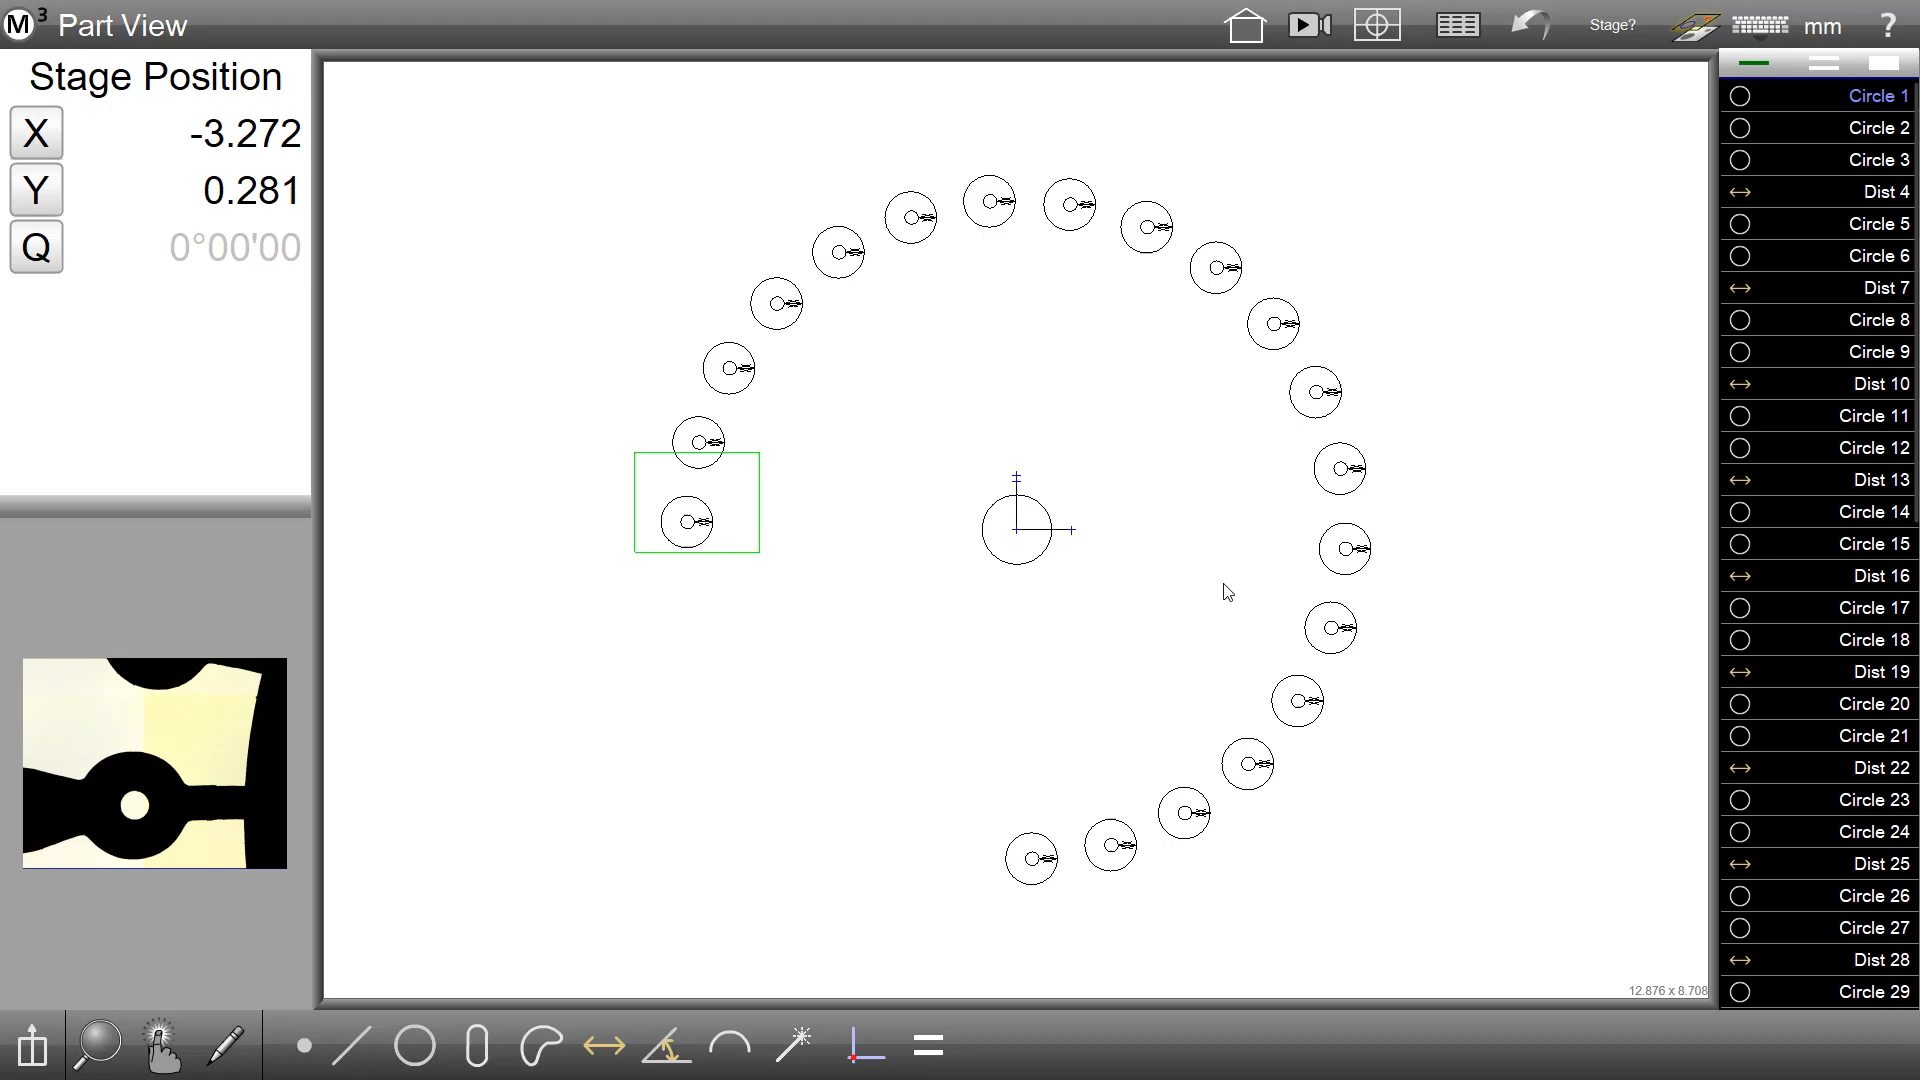 M3 Part View
Stage?
mm
?
Stage Position
X -3.272
Y 0.281
Q 0°00'00
12.876 x 8.708
Circle 1
Circle 2
Circle 3
Dist 4
Circle 5
Circle 6
Dist 7
Circle 8
Circle 9
Dist 10
Circle 11
Circle 12
Dist 13
Circle 14
Circle 15
Dist 16
Circle 17
Circle 18
Dist 19
Circle 20
Circle 21
Dist 22
Circle 23
Circle 24
Dist 25
Circle 26
Circle 27
Dist 28
Circle 29